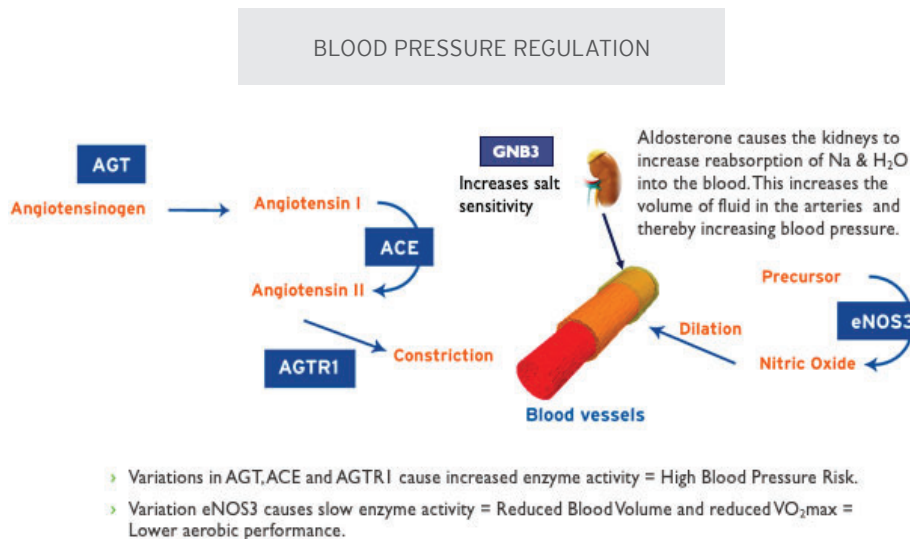 BLOOD PRESSURE REGULATION
AGT
Angiotensinogen
Angiotensin I
ACE
Angiotensin II
AGTR1
Constriction
GNB3
Increases salt
sensitivity
Aldosterone causes the kidneys to
increase reabsorption of Na & H₂O
into the blood. This increases the
volume of fluid in the arteries and
thereby increasing blood pressure.
Precursor
eNOS3
Nitric Oxide
Dilation
Blood vessels
› Variations in AGT, ACE and AGTR1 cause increased enzyme activity = High Blood Pressure Risk.
› Variation eNOS3 causes slow enzyme activity = Reduced Blood Volume and reduced VO₂max =
Lower aerobic performance.